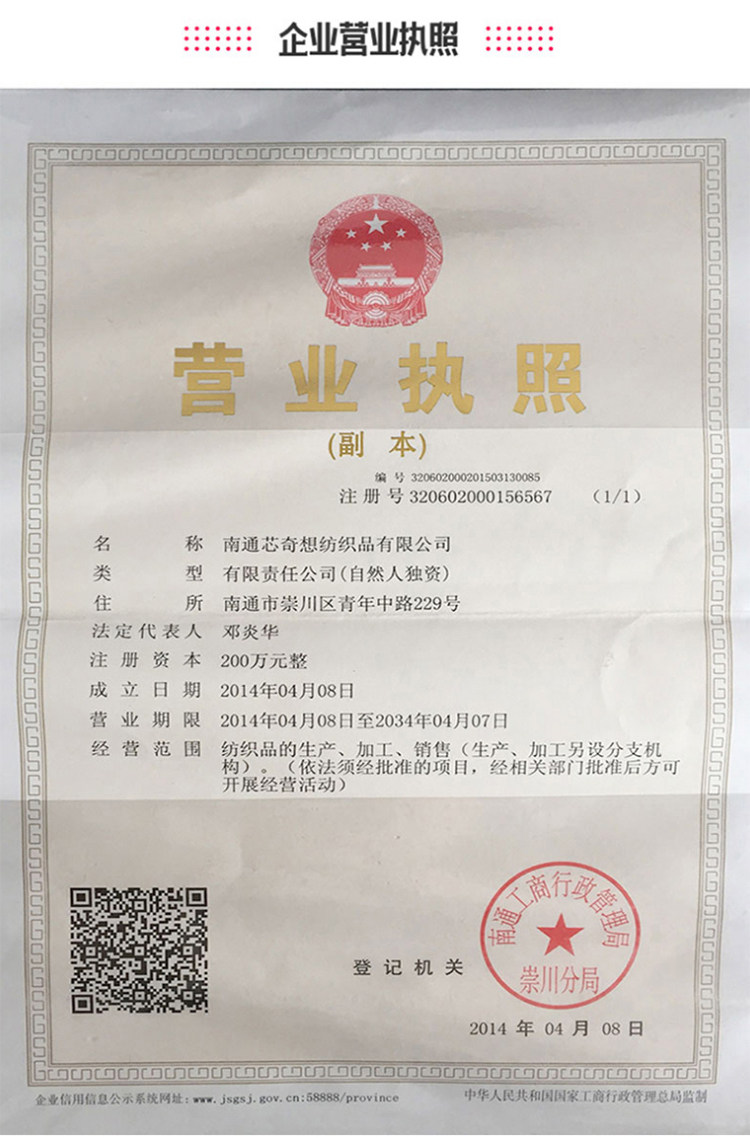 企业营业执照
营业执照
(副 本)
编 号 320602000201503130085
注册号 320602000156567 (1/1)
名 称 南通芯奇想纺织品有限公司
类 型 有限责任公司(自然人独资)
住 所 南通市崇川区青年中路229号
法定代表人 邓炎华
注册资本 200万元整
成立日期 2014年04月08日
营业期限 2014年04月08日至2034年04月07日
经营范围 纺织品的生产、加工、销售(生产、加工另设分支机
构)。(依法须经批准的项目,经相关部门批准后方可
开展经营活动)
南通工商行政管理局
登记机关
崇川分局
2014 年 04 月 08 日
企业信用信息公示系统网址:www.jsgsj.gov.cn:58888/province
中华人民共和国国家工商行政管理总局监制